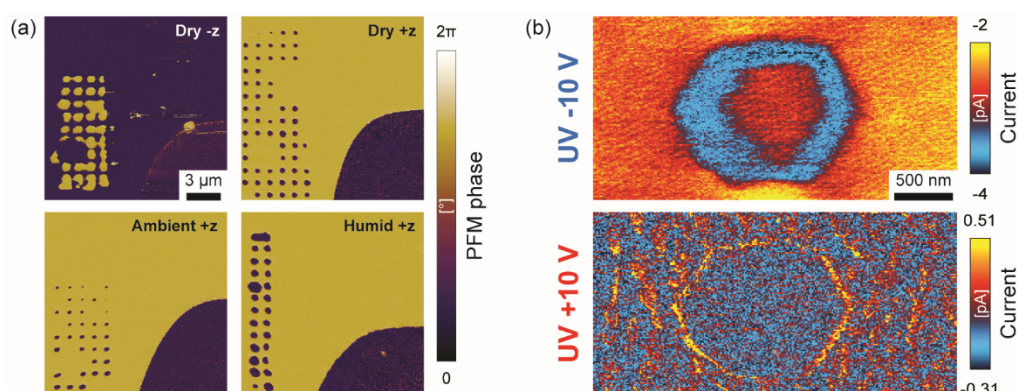 (a)
Dry -z
3 µm
Dry +z
Ambient +z
Humid +z
2π
[°]
PFM phase
0
(b)
UV -10 V
500 nm
-2
[pA]
Current
-4
UV +10 V
0.51
[pA]
Current
-0.31